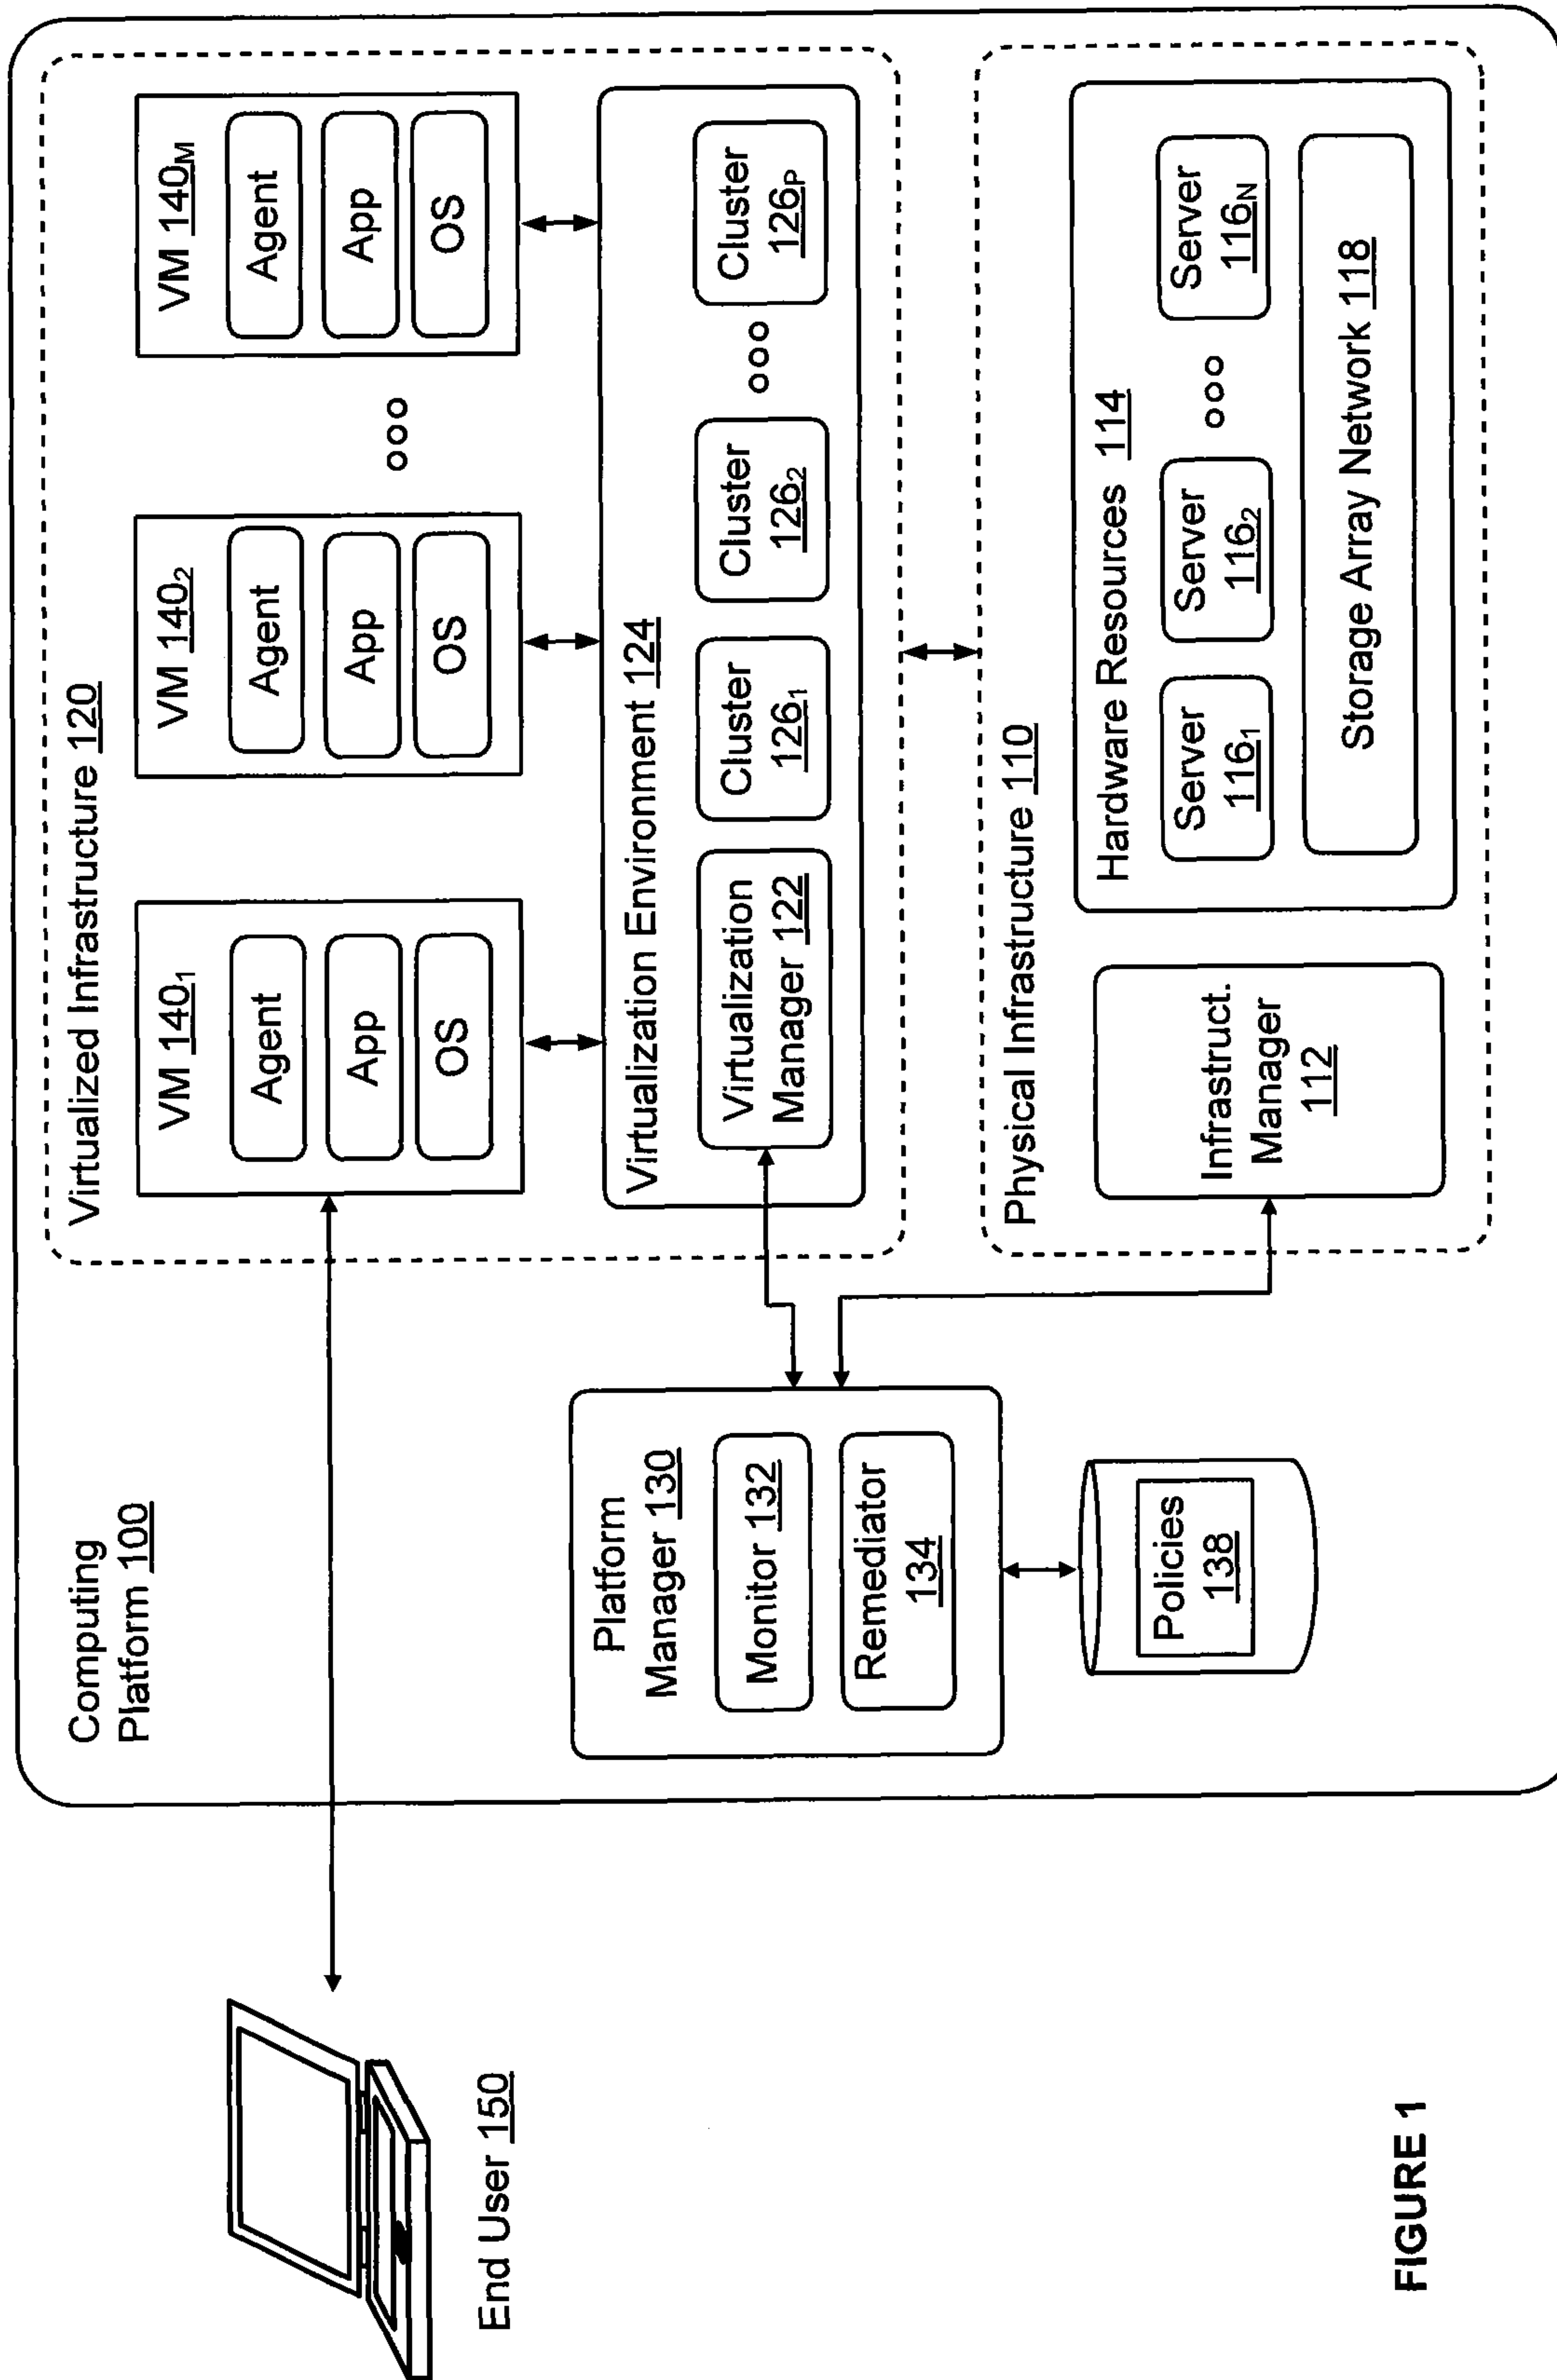 Computing
Platform 100
Virtualized Infrastructure 120
VM 140₁
Agent
App
OS
VM 140₂
Agent
App
OS
ooo
VM 140M
Agent
App
OS
Virtualization Environment 124
Virtualization
Manager 122
Cluster
126₁
Cluster
126₂
ooo
Cluster
126P
Platform
Manager 130
Monitor 132
Remediator
134
Policies
138
Physical Infrastructure 110
Infrastruct.
Manager
112
Hardware Resources 114
Server
116₁
Server
116₂
ooo
Server
116N
Storage Array Network 118
End User 150
FIGURE 1